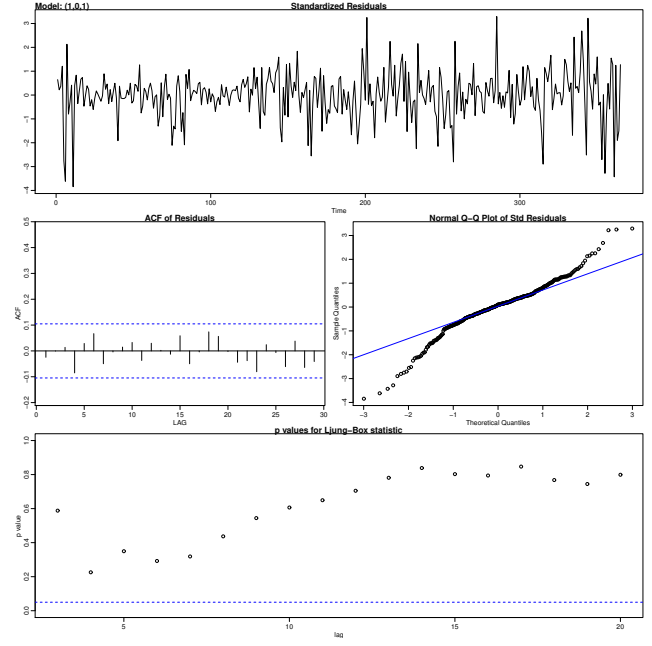 Model: (1,0,1) Standardized Residuals
3
2
1
0
−1
−2
−3
−4
0 100 200 300
Time
ACF of Residuals
ACF
0.5
0.4
0.3
0.2
0.1
0.0
−0.1
−0.2
0 5 10 15 20 25 30
LAG
Normal Q−Q Plot of Std Residuals
Sample Quantiles
3
2
1
0
−1
−2
−3
−4
−3 −2 −1 0 1 2 3
Theoretical Quantiles
p values for Ljung−Box statistic
p value
1.0
0.8
0.6
0.4
0.2
0.0
5 10 15 20
lag